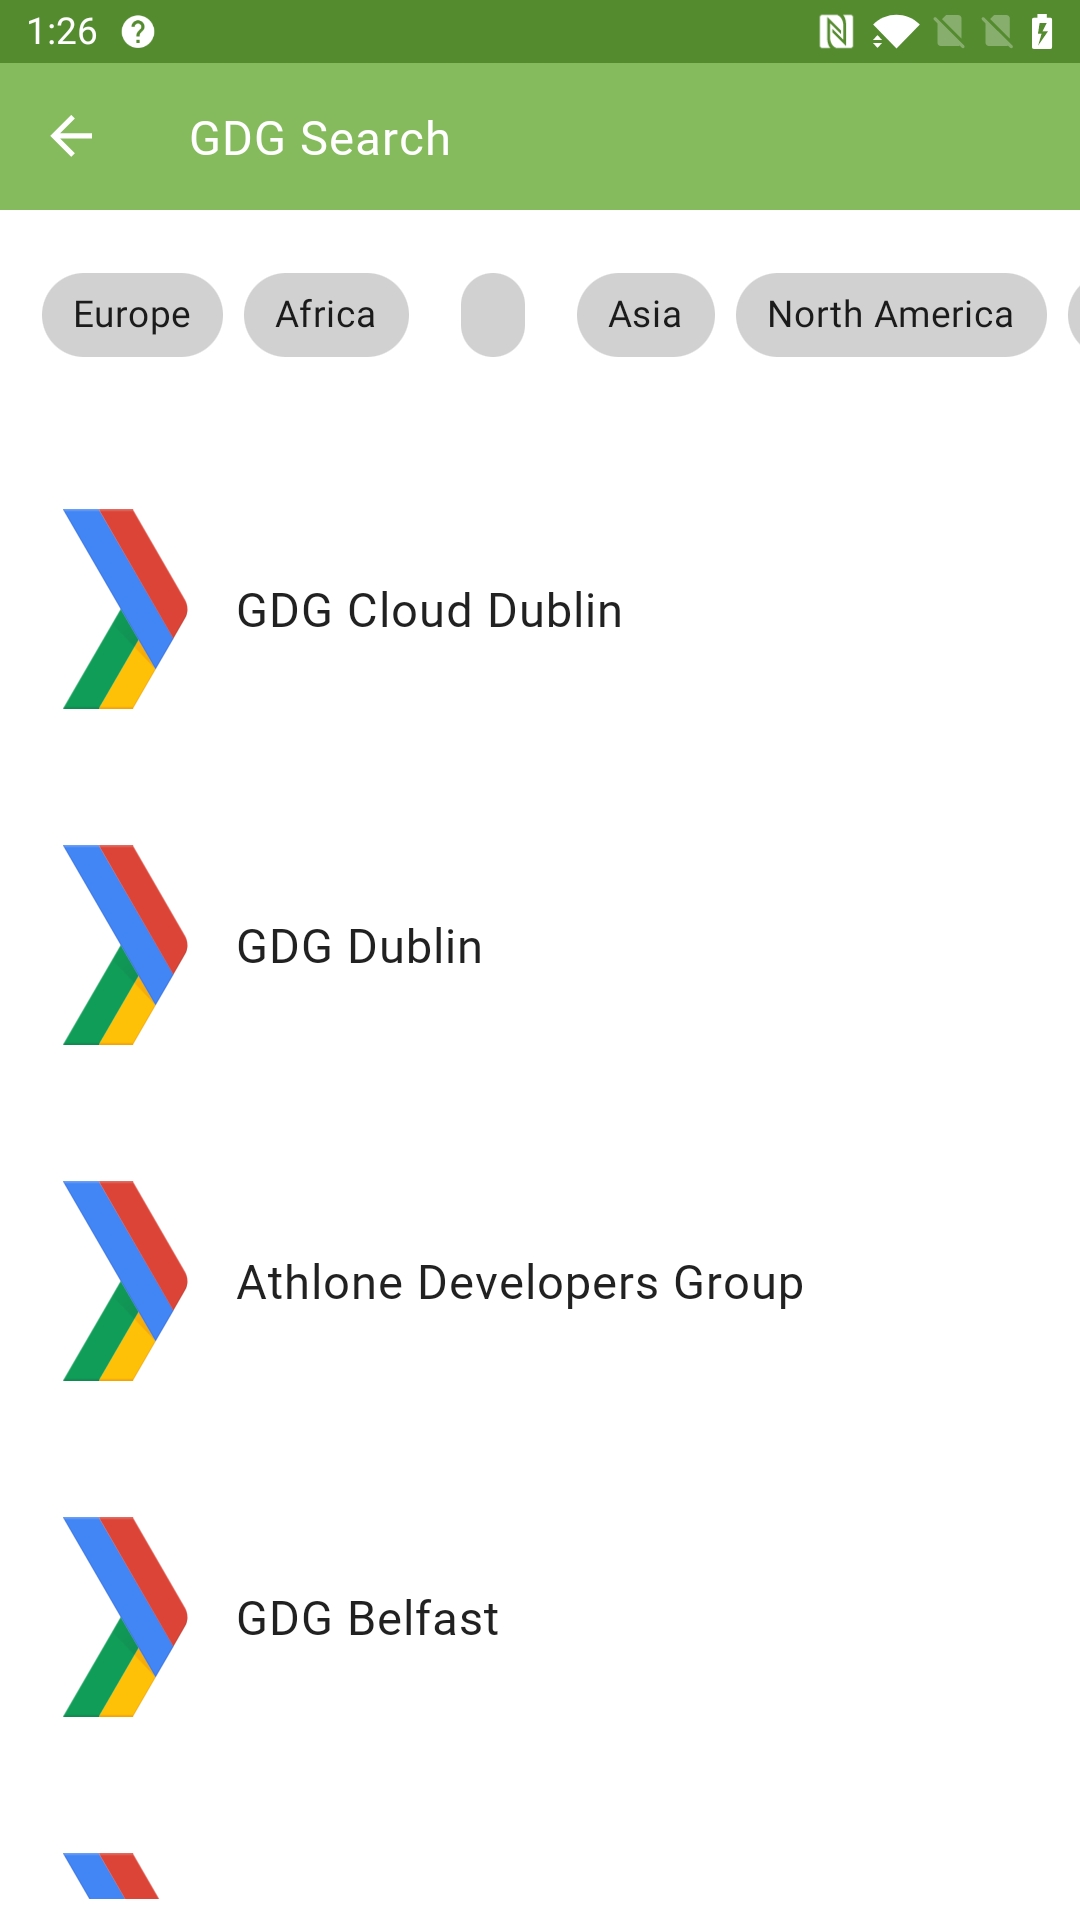 1:26
GDG Search
Europe Africa Asia North America
GDG Cloud Dublin
GDG Dublin
Athlone Developers Group
GDG Belfast